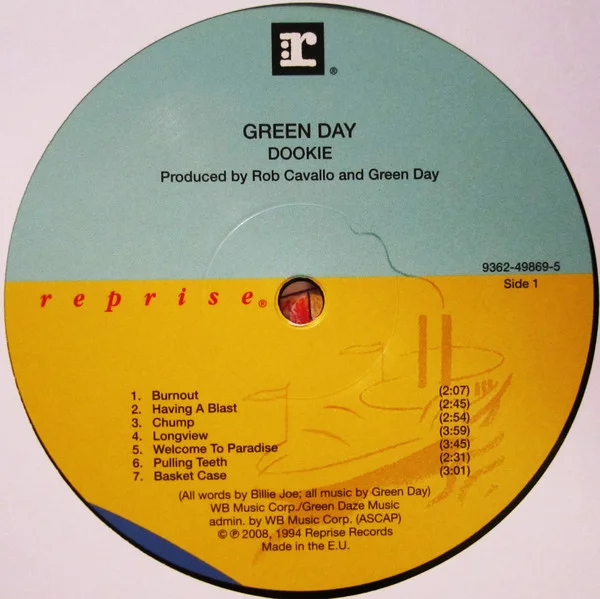 r®
GREEN DAY
DOOKIE
Produced by Rob Cavallo and Green Day
9362-49869-5
reprise®
Side 1
1. Burnout (2:07)
2. Having A Blast (2:45)
3. Chump (2:54)
4. Longview (3:59)
5. Welcome To Paradise (3:45)
6. Pulling Teeth (2:31)
7. Basket Case (3:01)
(All words by Billie Joe; all music by Green Day)
WB Music Corp./Green Daze Music
admin. by WB Music Corp. (ASCAP)
© ℗ 2008, 1994 Reprise Records
Made in the E.U.